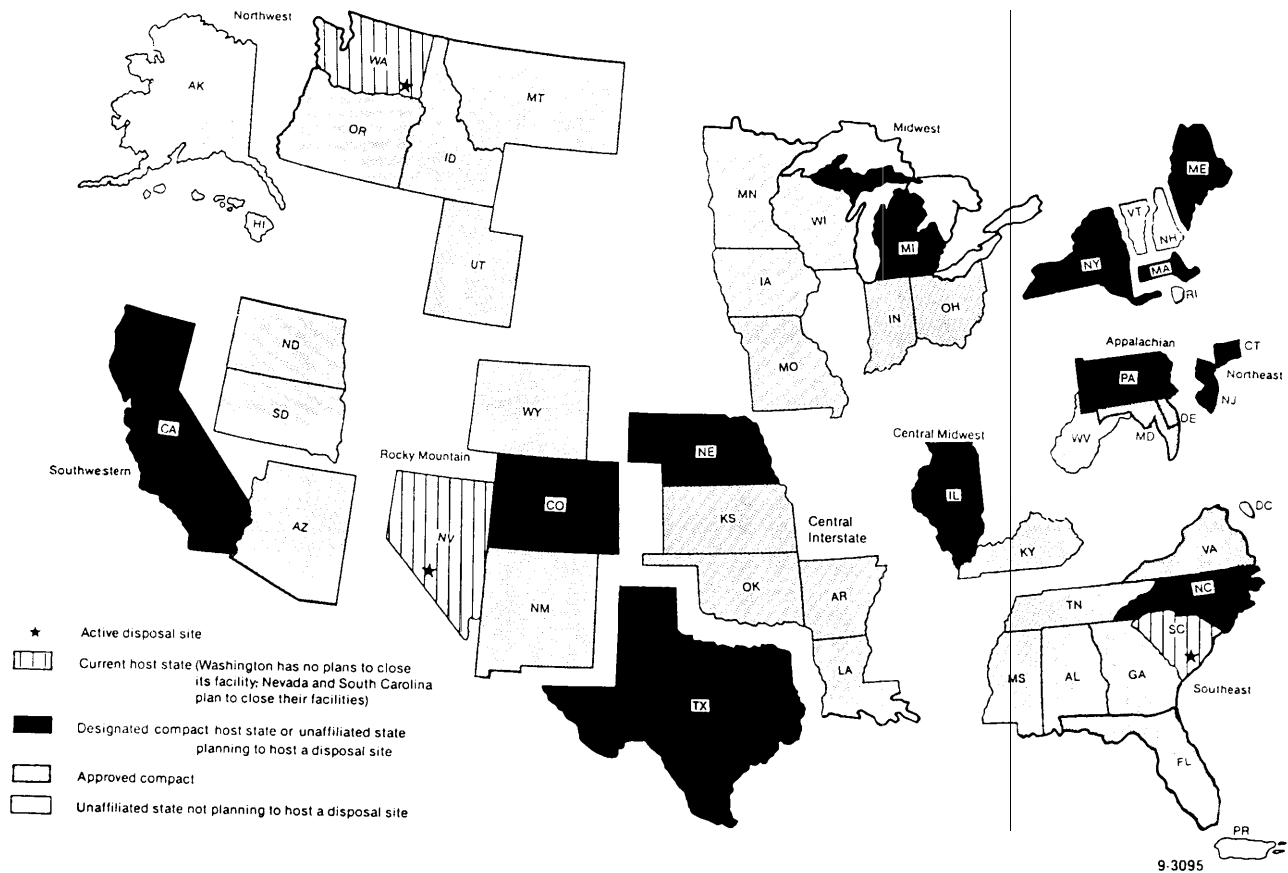 Northwest
WA
AK
MT
OR
ID
HI
UT
Midwest
MN
WI
MI
IA
IN
OH
MO
ME
VT
NH
NY
MA
RI
Appalachian
CT
PA
Northeast
NJ
DE
WV
MD
ND
SD
CA
Southwestern
AZ
WY
Rocky Mountain
CO
NV
NM
NE
KS
Central
Interstate
OK
AR
LA
TX
Central Midwest
IL
KY
DC
VA
NC
TN
SC
MS
AL
GA
Southeast
FL
PR
★ Active disposal site
Current host state (Washington has no plans to close
its facility; Nevada and South Carolina
plan to close their facilities)
Designated compact host state or unaffiliated state
planning to host a disposal site
Approved compact
Unaffiliated state not planning to host a disposal site
9-3095